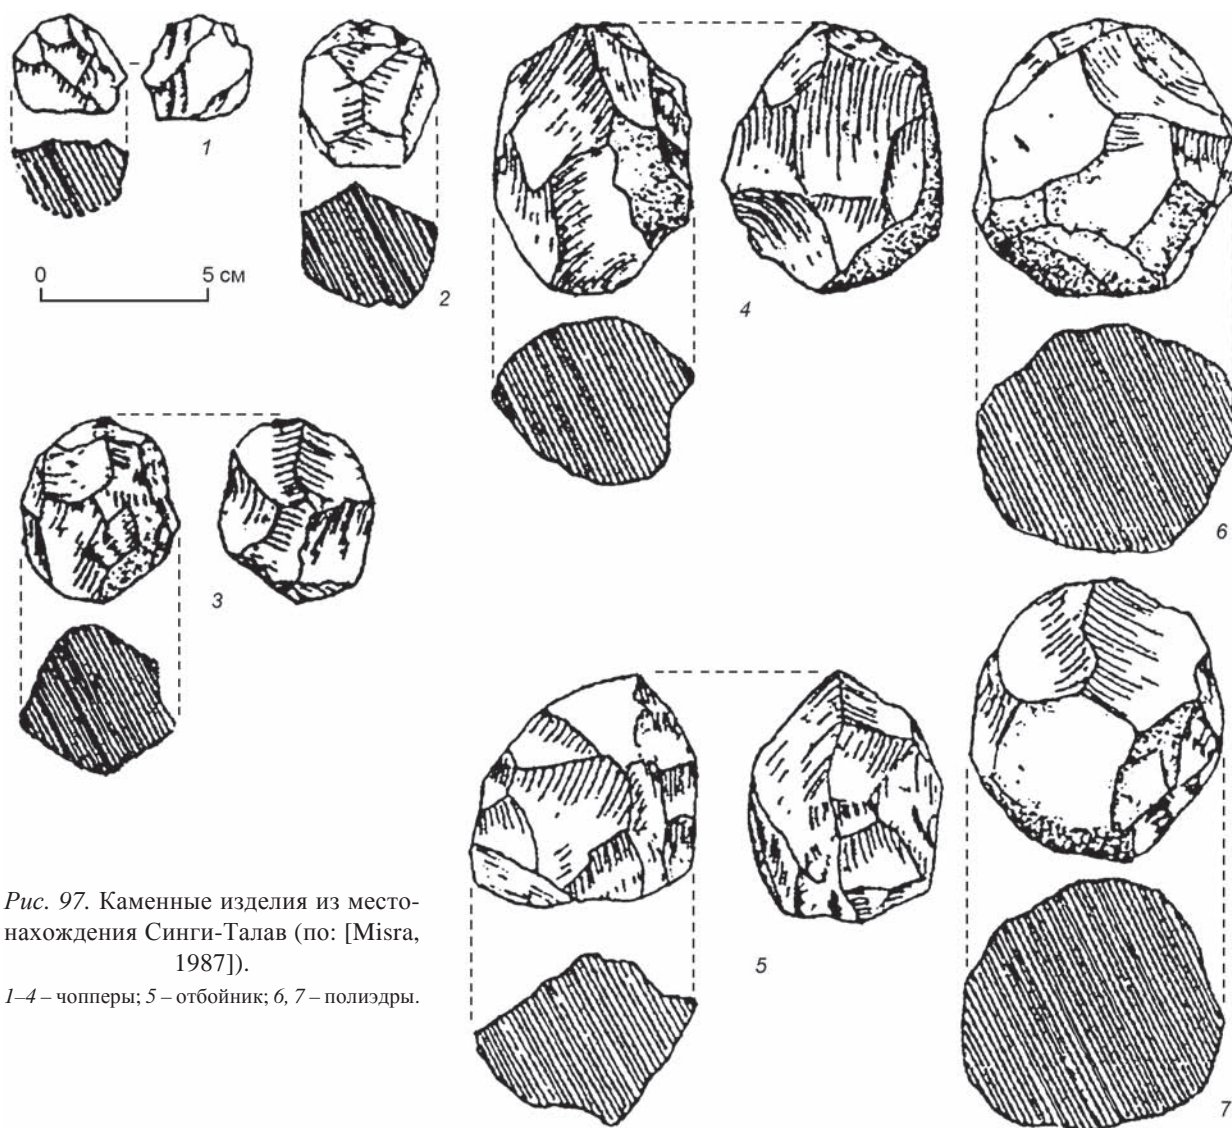 1
2
0 5 см
4
6
3
5
7
Рис. 97. Каменные изделия из место-
нахождения Синги-Талав (по: [Misra,
1987]).
1–4 – чопперы; 5 – отбойник; 6, 7 – полиэдры.